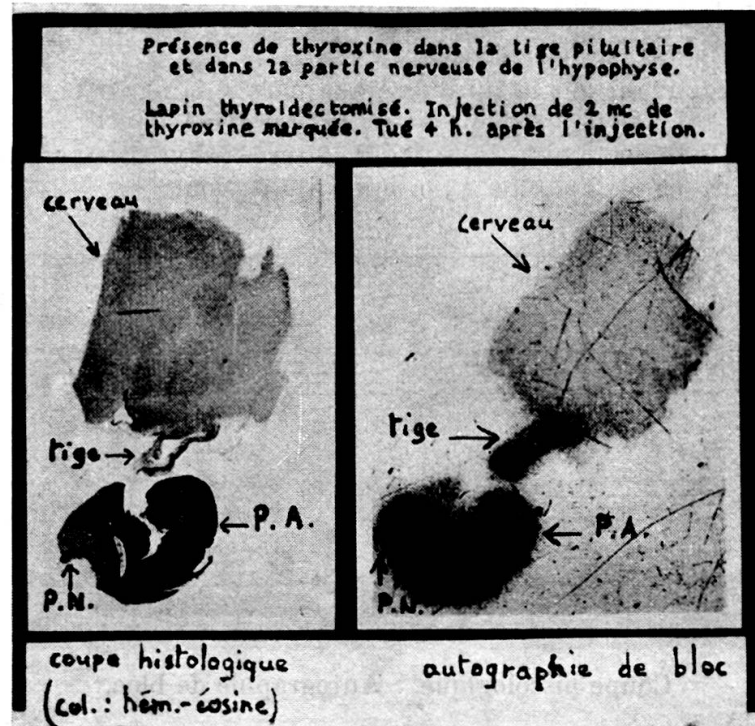 Présence de thyroxine dans la tige pituitaire
et dans la partie nerveuse de l'hypophyse.
Lapin thyroïdectomisé. Injection de 2 mc de
thyroxine marquée. Tué 4 h. après l'injection.
cerveau
tige
P.A.
P.N.
cerveau
tige
P.A.
P.N.
coupe histologique
(col.: hém.-éosine)
autographie de bloc